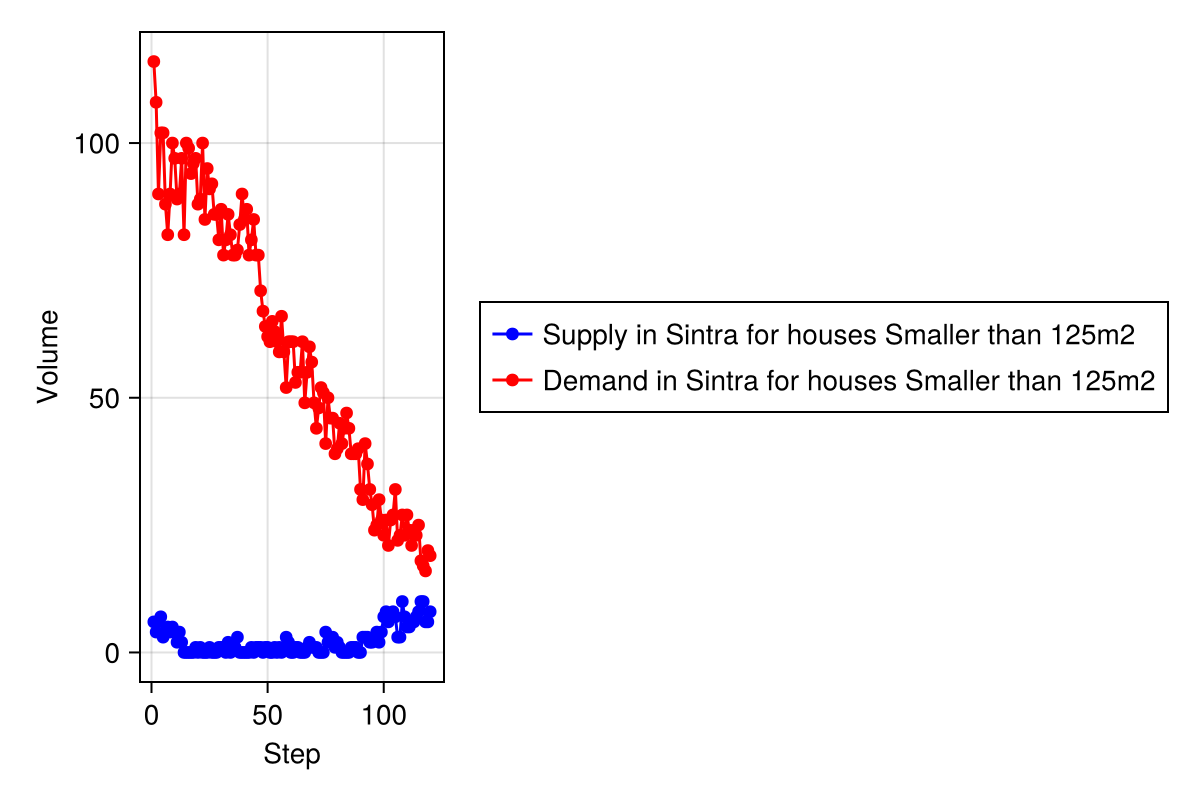 Volume
100
50
0
0 50 100
Step
Supply in Sintra for houses Smaller than 125m2
Demand in Sintra for houses Smaller than 125m2